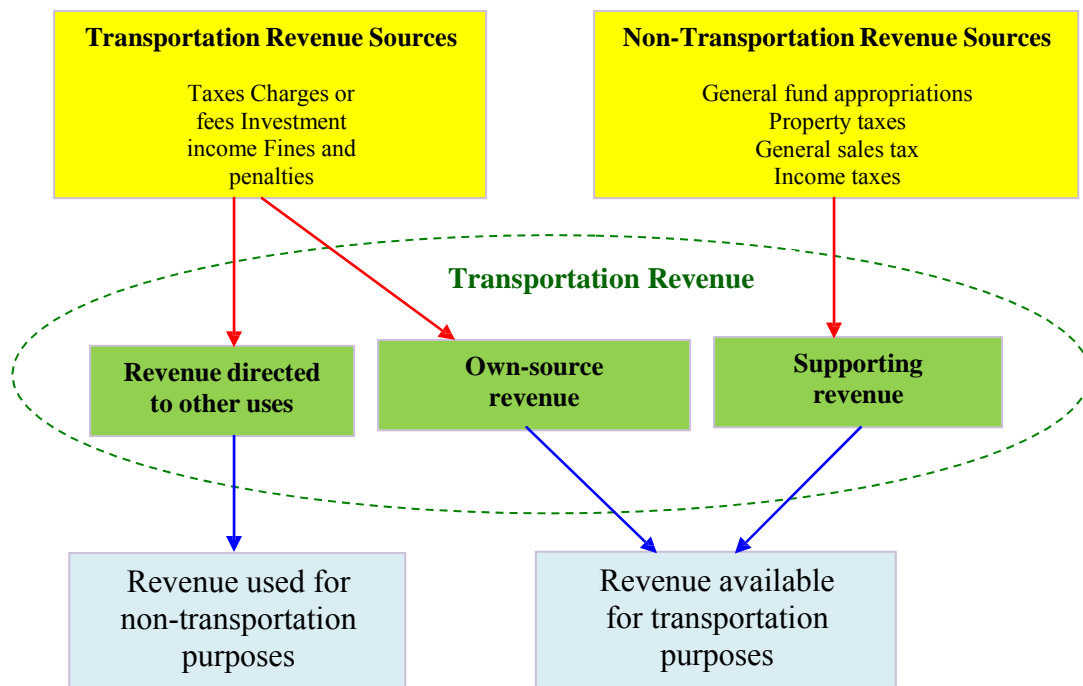 Transportation Revenue Sources
Taxes Charges or
fees Investment
income Fines and
penalties
Non-Transportation Revenue Sources
General fund appropriations
Property taxes
General sales tax
Income taxes
Transportation Revenue
Revenue directed
to other uses
Own-source
revenue
Supporting
revenue
Revenue used for
non-transportation
purposes
Revenue available
for transportation
purposes